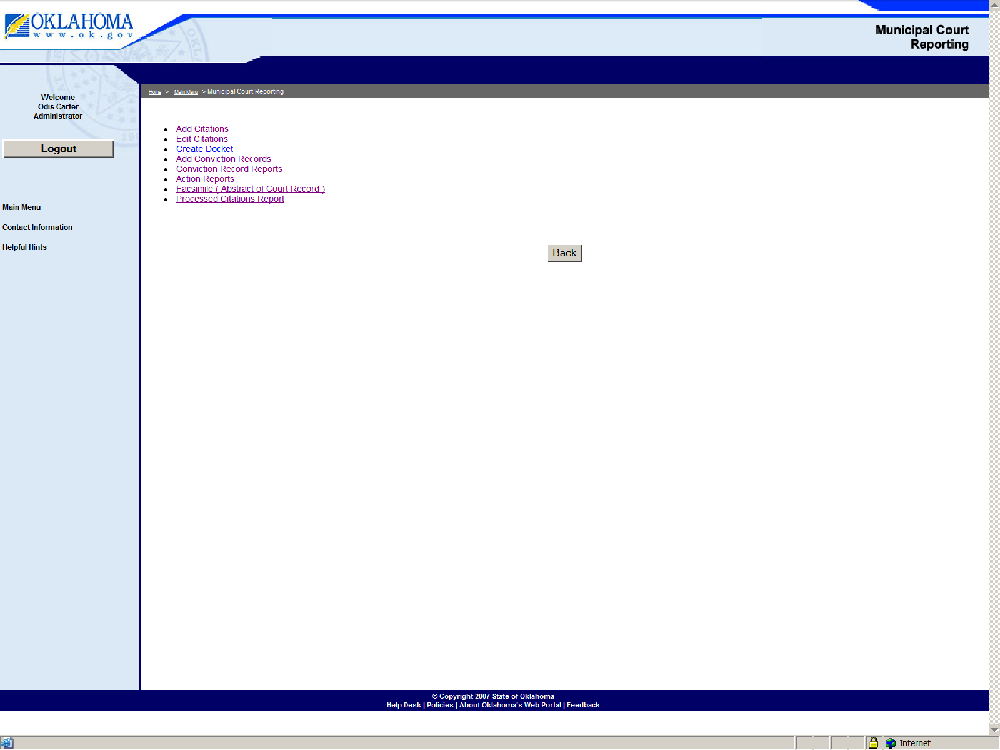 OKLAHOMA
www.ok.gov
Municipal Court
Reporting
Home > Main Menu > Municipal Court Reporting
Welcome
Odis Carter
Administrator
Logout
Main Menu
Contact Information
Helpful Hints
Add Citations
Edit Citations
Create Docket
Add Conviction Records
Conviction Record Reports
Action Reports
Facsimile ( Abstract of Court Record )
Processed Citations Report
Back
© Copyright 2007 State of Oklahoma
Help Desk | Policies | About Oklahoma's Web Portal | Feedback
Internet